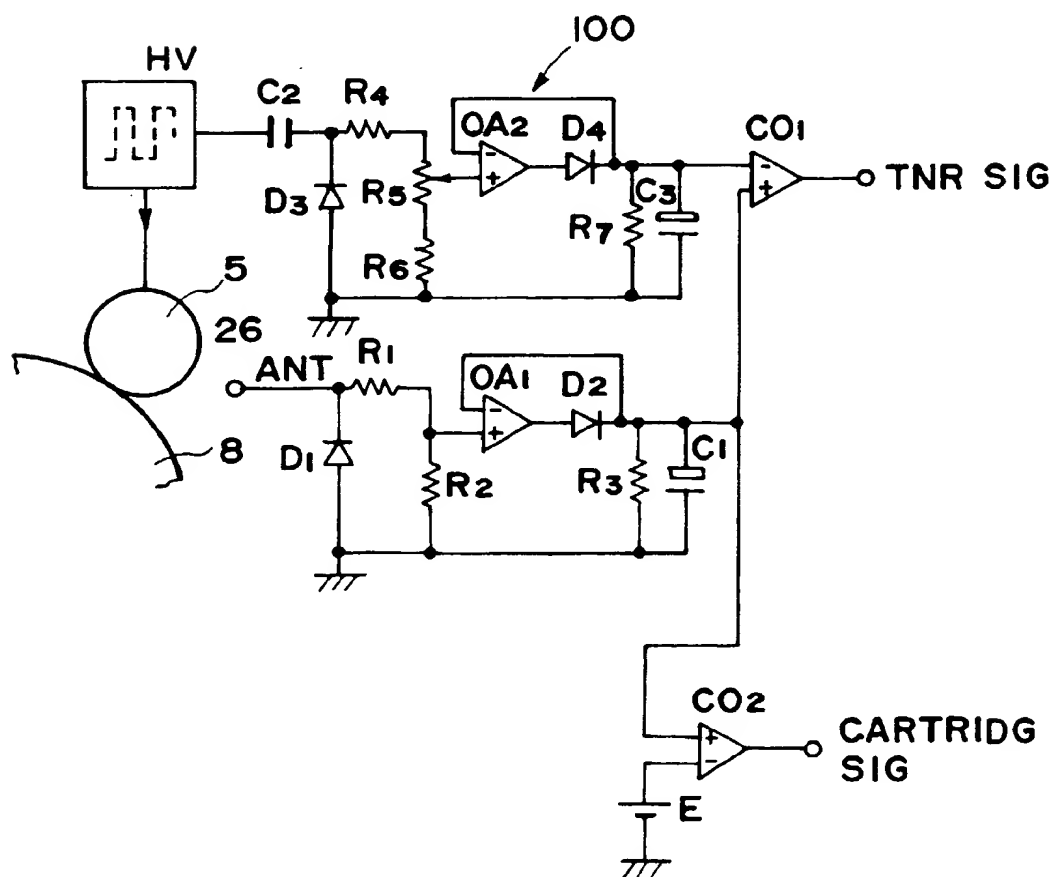 100
HV
C2
R4
OA2
D4
CO1
TNR SIG
D3
R5
R7
C3
R6
5
26
ANT
R1
OA1
D2
8
D1
R2
R3
C1
CO2
CARTRIDG
SIG
E